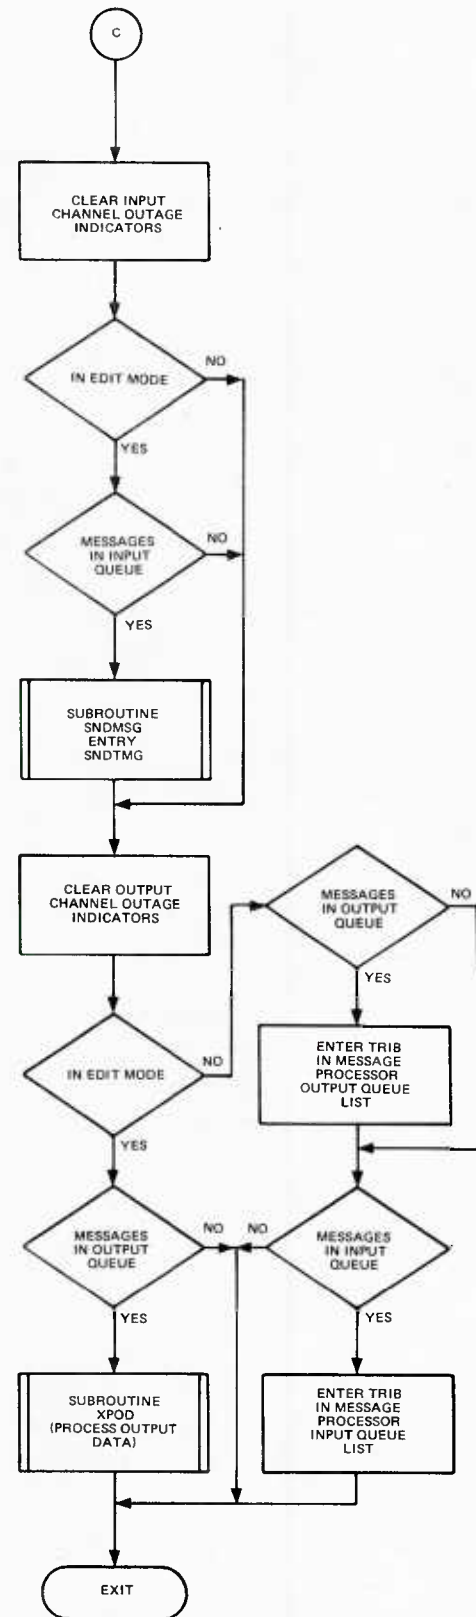 C
CLEAR INPUT
CHANNEL OUTAGE
INDICATORS
IN EDIT MODE
NO
YES
MESSAGES
IN INPUT
QUEUE
NO
YES
SUBROUTINE
SNDMSG
ENTRY
SNDTMG
CLEAR OUTPUT
CHANNEL OUTAGE
INDICATORS
MESSAGES
IN OUTPUT
QUEUE
NO
YES
IN EDIT MODE
NO
YES
ENTER TRIB
IN MESSAGE
PROCESSOR
OUTPUT QUEUE
LIST
MESSAGES
IN OUTPUT
QUEUE
NO
YES
NO
MESSAGES
IN INPUT
QUEUE
YES
SUBROUTINE
XPOD
(PROCESS OUTPUT
DATA)
ENTER TRIB
IN MESSAGE
PROCESSOR
INPUT QUEUE
LIST
EXIT